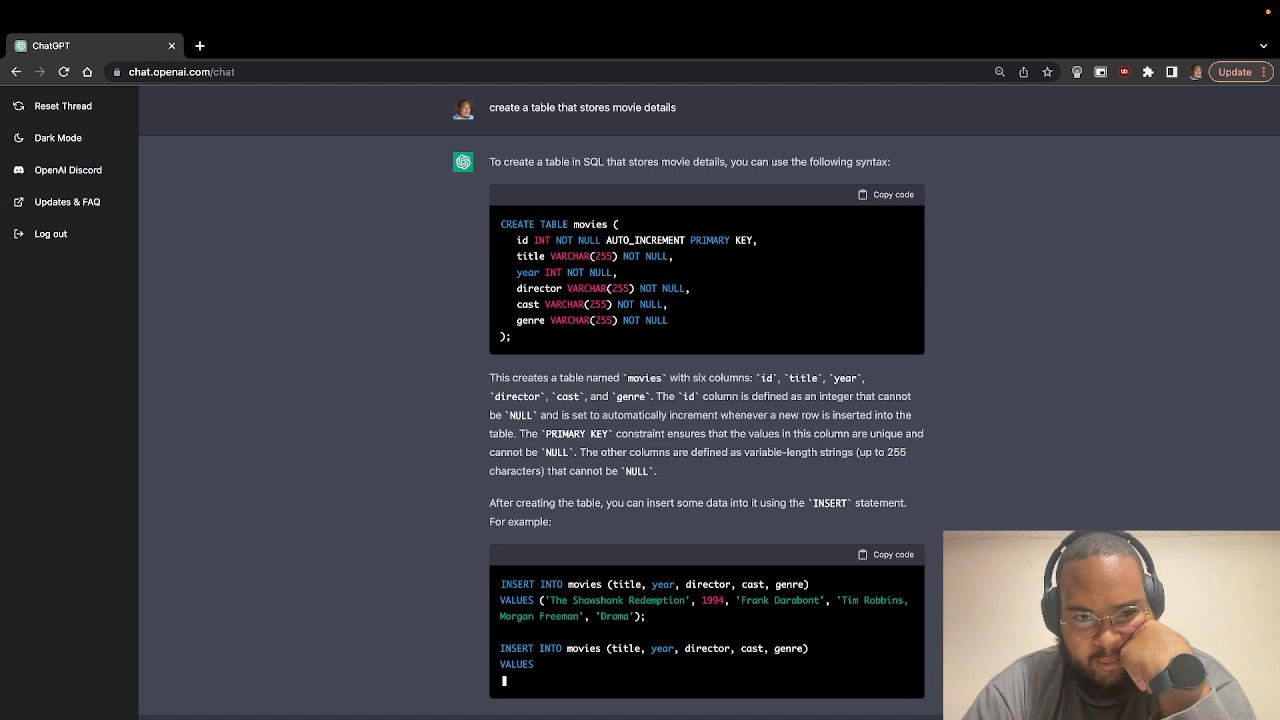 ChatGPT
chat.openai.com/chat
Update
Reset Thread
Dark Mode
OpenAI Discord
Updates & FAQ
Log out
create a table that stores movie details
To create a table in SQL that stores movie details, you can use the following syntax:
Copy code
CREATE TABLE movies (
id INT NOT NULL AUTO_INCREMENT PRIMARY KEY,
title VARCHAR(255) NOT NULL,
year INT NOT NULL,
director VARCHAR(255) NOT NULL,
cast VARCHAR(255) NOT NULL,
genre VARCHAR(255) NOT NULL
);
This creates a table named `movies` with six columns: `id`, `title`, `year`,
`director`, `cast`, and `genre`. The `id` column is defined as an integer that cannot
be `NULL` and is set to automatically increment whenever a new row is inserted into the
table. The `PRIMARY KEY` constraint ensures that the values in this column are unique and
cannot be `NULL`. The other columns are defined as variable-length strings (up to 255
characters) that cannot be `NULL`.
After creating the table, you can insert some data into it using the `INSERT` statement.
For example:
Copy code
INSERT INTO movies (title, year, director, cast, genre)
VALUES ('The Shawshank Redemption', 1994, 'Frank Darabont', 'Tim Robbins,
Morgan Freeman', 'Drama');
INSERT INTO movies (title, year, director, cast, genre)
VALUES